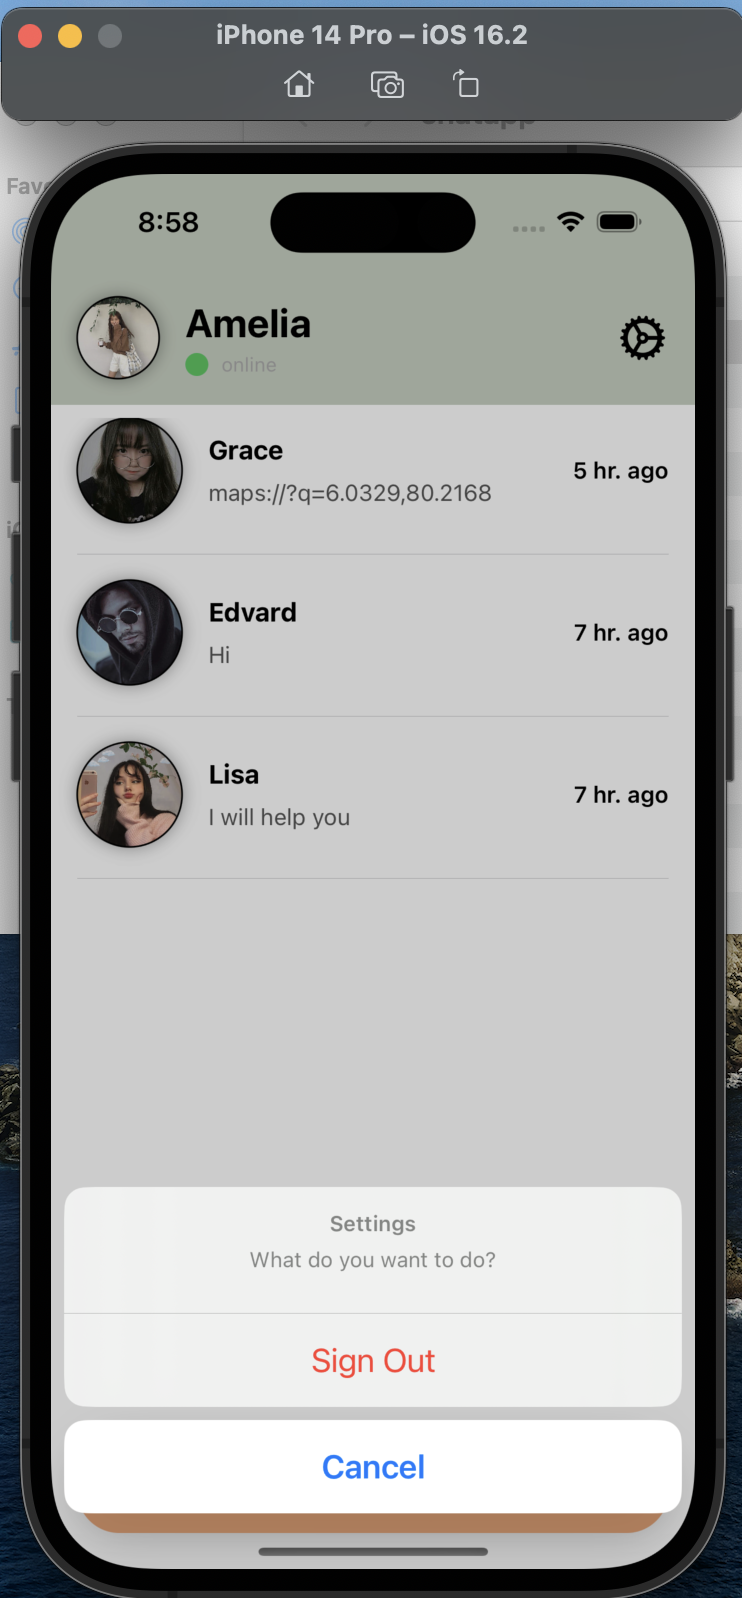 iPhone 14 Pro – iOS 16.2
chatapp
8:58
Amelia
online
Grace
5 hr. ago
maps://?q=6.0329,80.2168
Edvard
7 hr. ago
Hi
Lisa
7 hr. ago
I will help you
Settings
What do you want to do?
Sign Out
Cancel